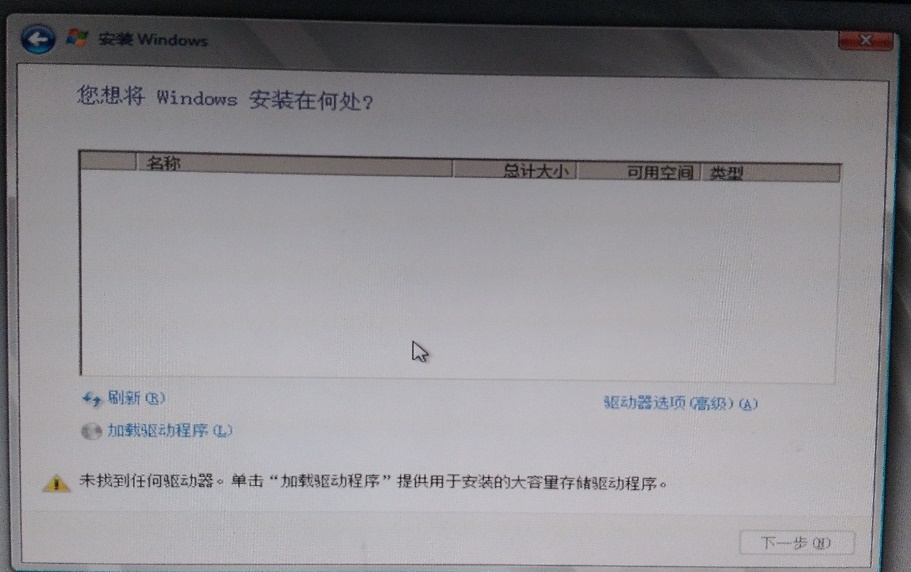 安装 Windows
您想将 Windows 安装在何处?
名称 总计大小 可用空间 类型
刷新(R) 驱动器选项(高级)(A)
加载驱动程序(L)
未找到任何驱动器。单击“加载驱动程序”提供用于安装的大容量存储驱动程序。
下一步(N)